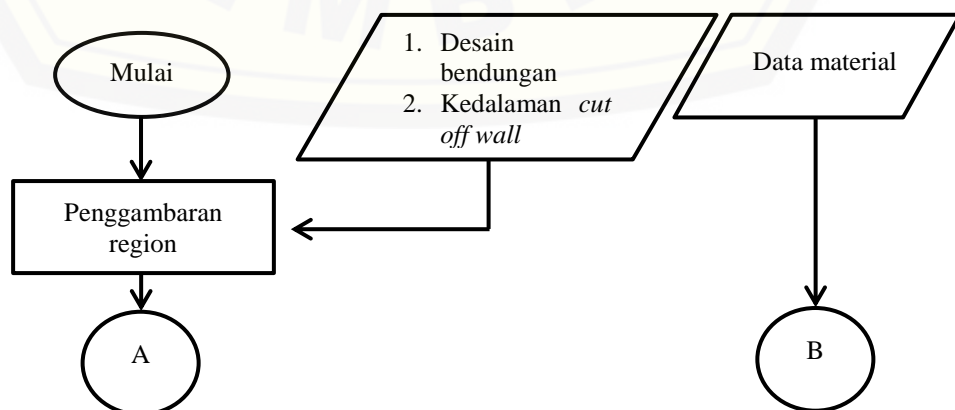 Mulai
1. Desain
bendungan
2. Kedalaman cut
off wall
Data material
Penggambaran
region
A
B